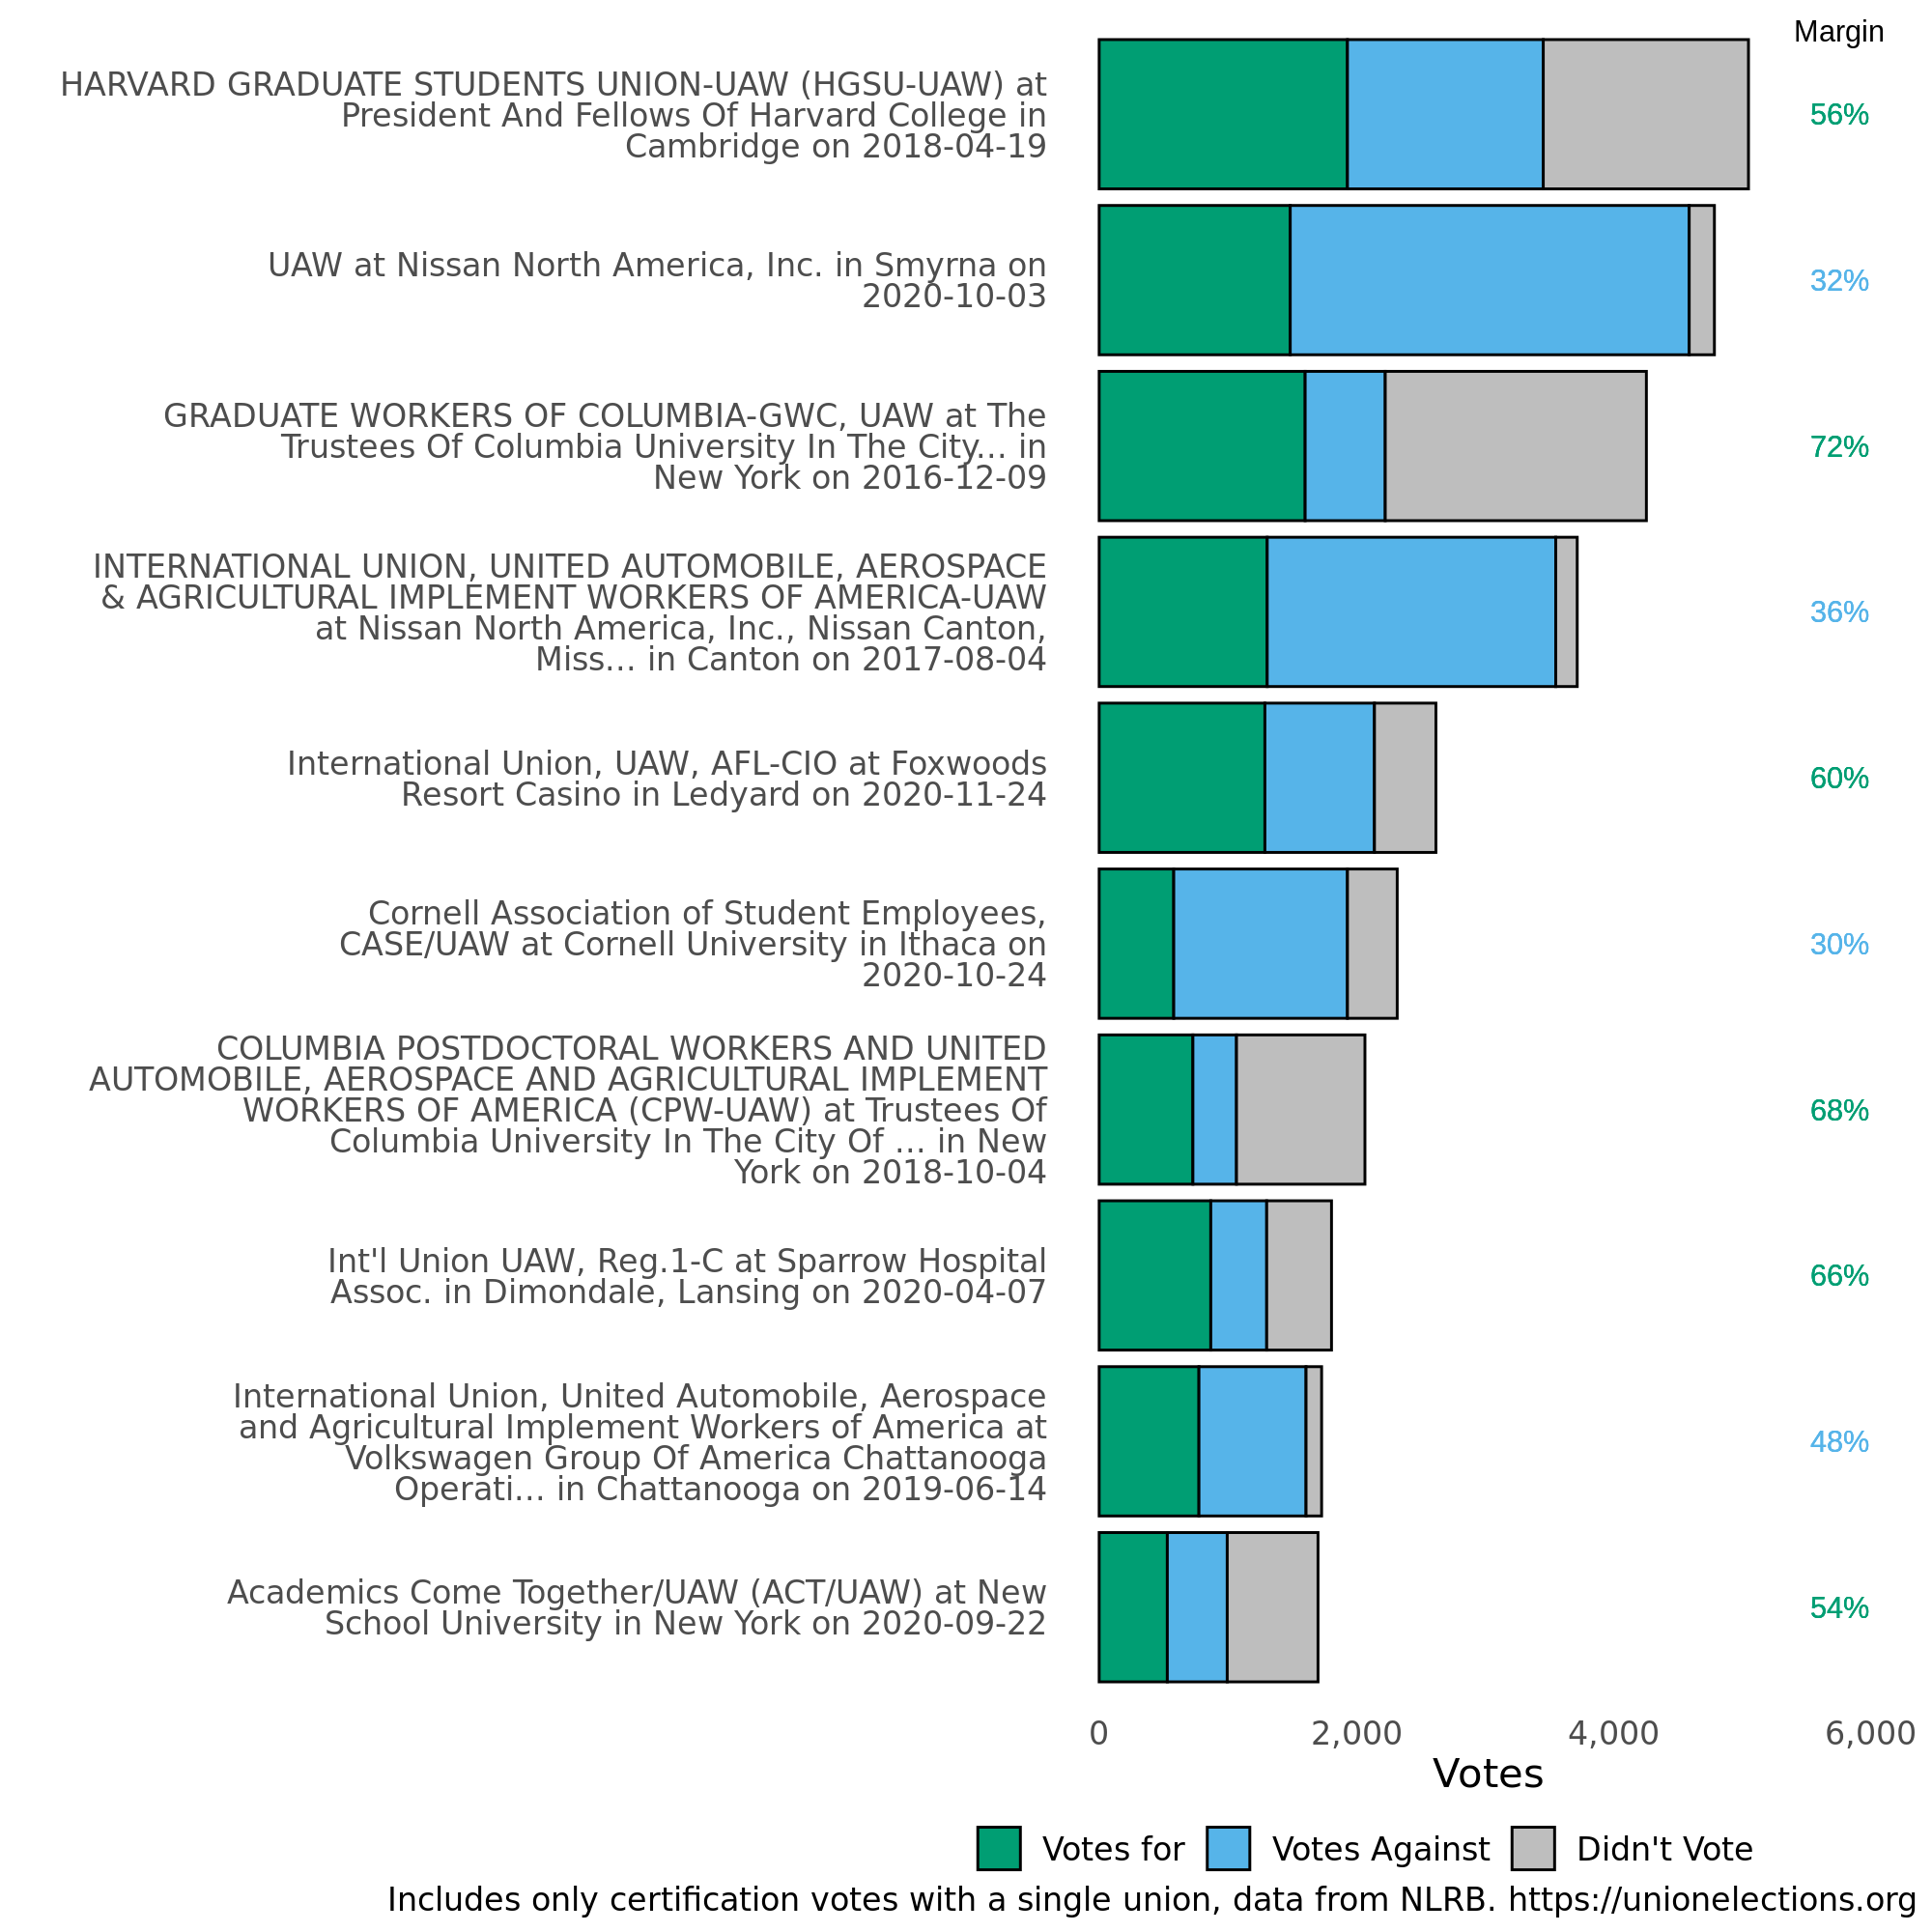 Margin
HARVARD GRADUATE STUDENTS UNION-UAW (HGSU-UAW) at
President And Fellows Of Harvard College in
Cambridge on 2018-04-19
56%
UAW at Nissan North America, Inc. in Smyrna on
2020-10-03
32%
GRADUATE WORKERS OF COLUMBIA-GWC, UAW at The
Trustees Of Columbia University In The City... in
New York on 2016-12-09
72%
INTERNATIONAL UNION, UNITED AUTOMOBILE, AEROSPACE
& AGRICULTURAL IMPLEMENT WORKERS OF AMERICA-UAW
at Nissan North America, Inc., Nissan Canton,
Miss... in Canton on 2017-08-04
36%
International Union, UAW, AFL-CIO at Foxwoods
Resort Casino in Ledyard on 2020-11-24
60%
Cornell Association of Student Employees,
CASE/UAW at Cornell University in Ithaca on
2020-10-24
30%
COLUMBIA POSTDOCTORAL WORKERS AND UNITED
AUTOMOBILE, AEROSPACE AND AGRICULTURAL IMPLEMENT
WORKERS OF AMERICA (CPW-UAW) at Trustees Of
Columbia University In The City Of ... in New
York on 2018-10-04
68%
Int'l Union UAW, Reg.1-C at Sparrow Hospital
Assoc. in Dimondale, Lansing on 2020-04-07
66%
International Union, United Automobile, Aerospace
and Agricultural Implement Workers of America at
Volkswagen Group Of America Chattanooga
Operati... in Chattanooga on 2019-06-14
48%
Academics Come Together/UAW (ACT/UAW) at New
School University in New York on 2020-09-22
54%
0 2,000 4,000 6,000
Votes
Votes for Votes Against Didn't Vote
Includes only certification votes with a single union, data from NLRB. https://unionelections.org